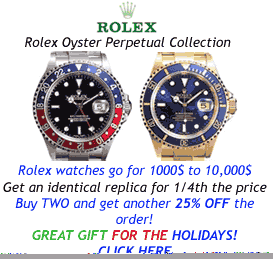 ROLEX
Rolex Oyster Perpetual Collection
Rolex watches go for 1000$ to 10,000$
Get an identical replica for 1/4th the price
Buy TWO and get another 25% OFF the
order!
GREAT GIFT FOR THE HOLIDAYS!
CLICK HERE